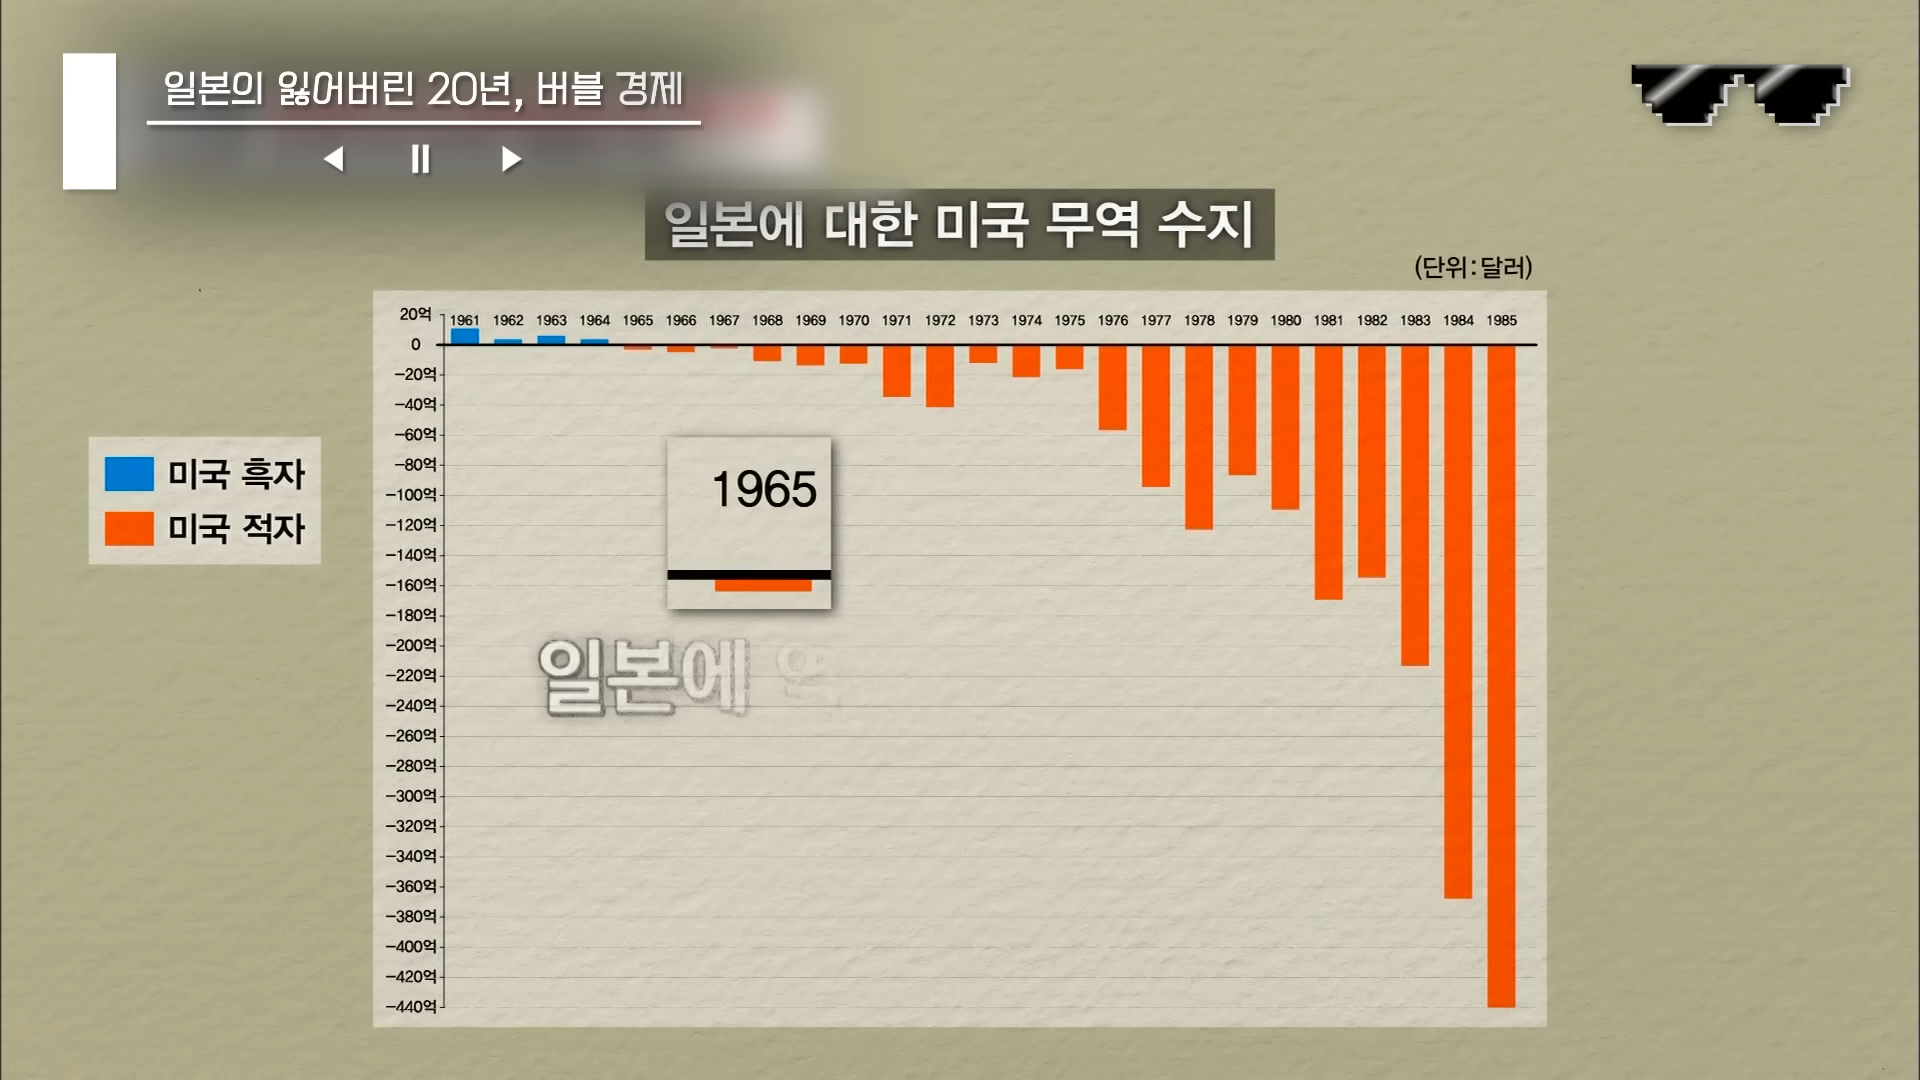 일본의 잃어버린 20년, 버블 경제
일본에 대한 미국 무역 수지
(단위:달러)
20억
1961 1962 1963 1964 1965 1966 1967 1968 1969 1970 1971 1972 1973 1974 1975 1976 1977 1978 1979 1980 1981 1982 1983 1984 1985
0
-20억
-40억
-60억
-80억
-100억
-120억
-140억
-160억
-180억
-200억
-220억
-240억
-260억
-280억
-300억
-320억
-340억
-360억
-380억
-400억
-420억
-440억
미국 흑자
미국 적자
1965
일본에